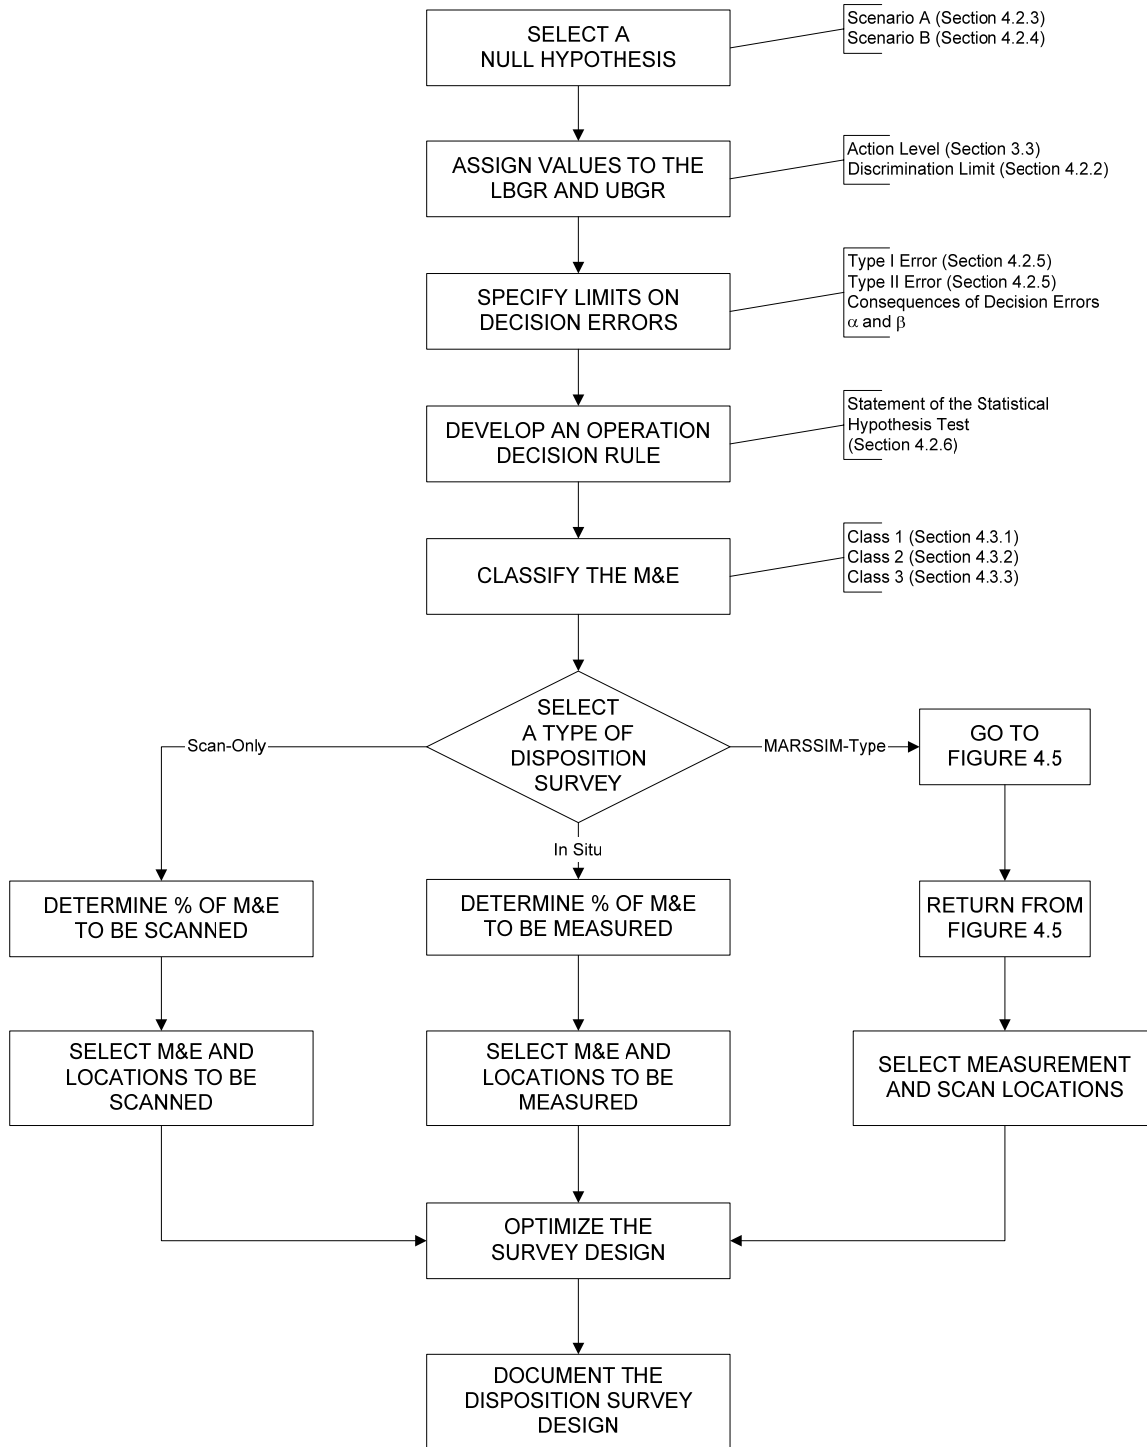 SELECT A
NULL HYPOTHESIS
Scenario A (Section 4.2.3)
Scenario B (Section 4.2.4)
ASSIGN VALUES TO THE
LBGR AND UBGR
Action Level (Section 3.3)
Discrimination Limit (Section 4.2.2)
SPECIFY LIMITS ON
DECISION ERRORS
Type I Error (Section 4.2.5)
Type II Error (Section 4.2.5)
Consequences of Decision Errors
α and β
DEVELOP AN OPERATION
DECISION RULE
Statement of the Statistical
Hypothesis Test
(Section 4.2.6)
CLASSIFY THE M&E
Class 1 (Section 4.3.1)
Class 2 (Section 4.3.2)
Class 3 (Section 4.3.3)
SELECT
A TYPE OF
DISPOSITION
SURVEY
Scan-Only
In Situ
MARSSIM-Type
GO TO
FIGURE 4.5
DETERMINE % OF M&E
TO BE SCANNED
DETERMINE % OF M&E
TO BE MEASURED
RETURN FROM
FIGURE 4.5
SELECT M&E AND
LOCATIONS TO BE
SCANNED
SELECT M&E AND
LOCATIONS TO BE
MEASURED
SELECT MEASUREMENT
AND SCAN LOCATIONS
OPTIMIZE THE
SURVEY DESIGN
DOCUMENT THE
DISPOSITION SURVEY
DESIGN